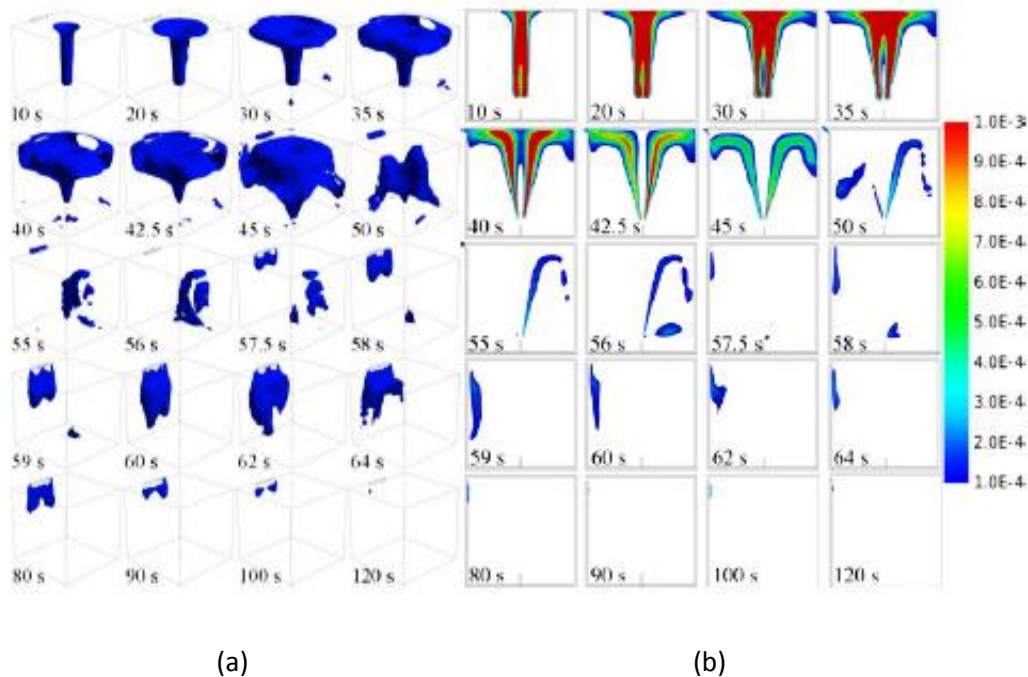 10 s 20 s 30 s 35 s
40 s 42.5 s 45 s 50 s
55 s 56 s 57.5 s 58 s
59 s 60 s 62 s 64 s
80 s 90 s 100 s 120 s
(a)
10 s 20 s 30 s 35 s
40 s 42.5 s 45 s 50 s
55 s 56 s 57.5 s 58 s
59 s 60 s 62 s 64 s
80 s 90 s 100 s 120 s
1.0E-3
9.0E-4
8.0E-4
7.0E-4
6.0E-4
5.0E-4
4.0E-4
3.0E-4
2.0E-4
1.0E-4
(b)